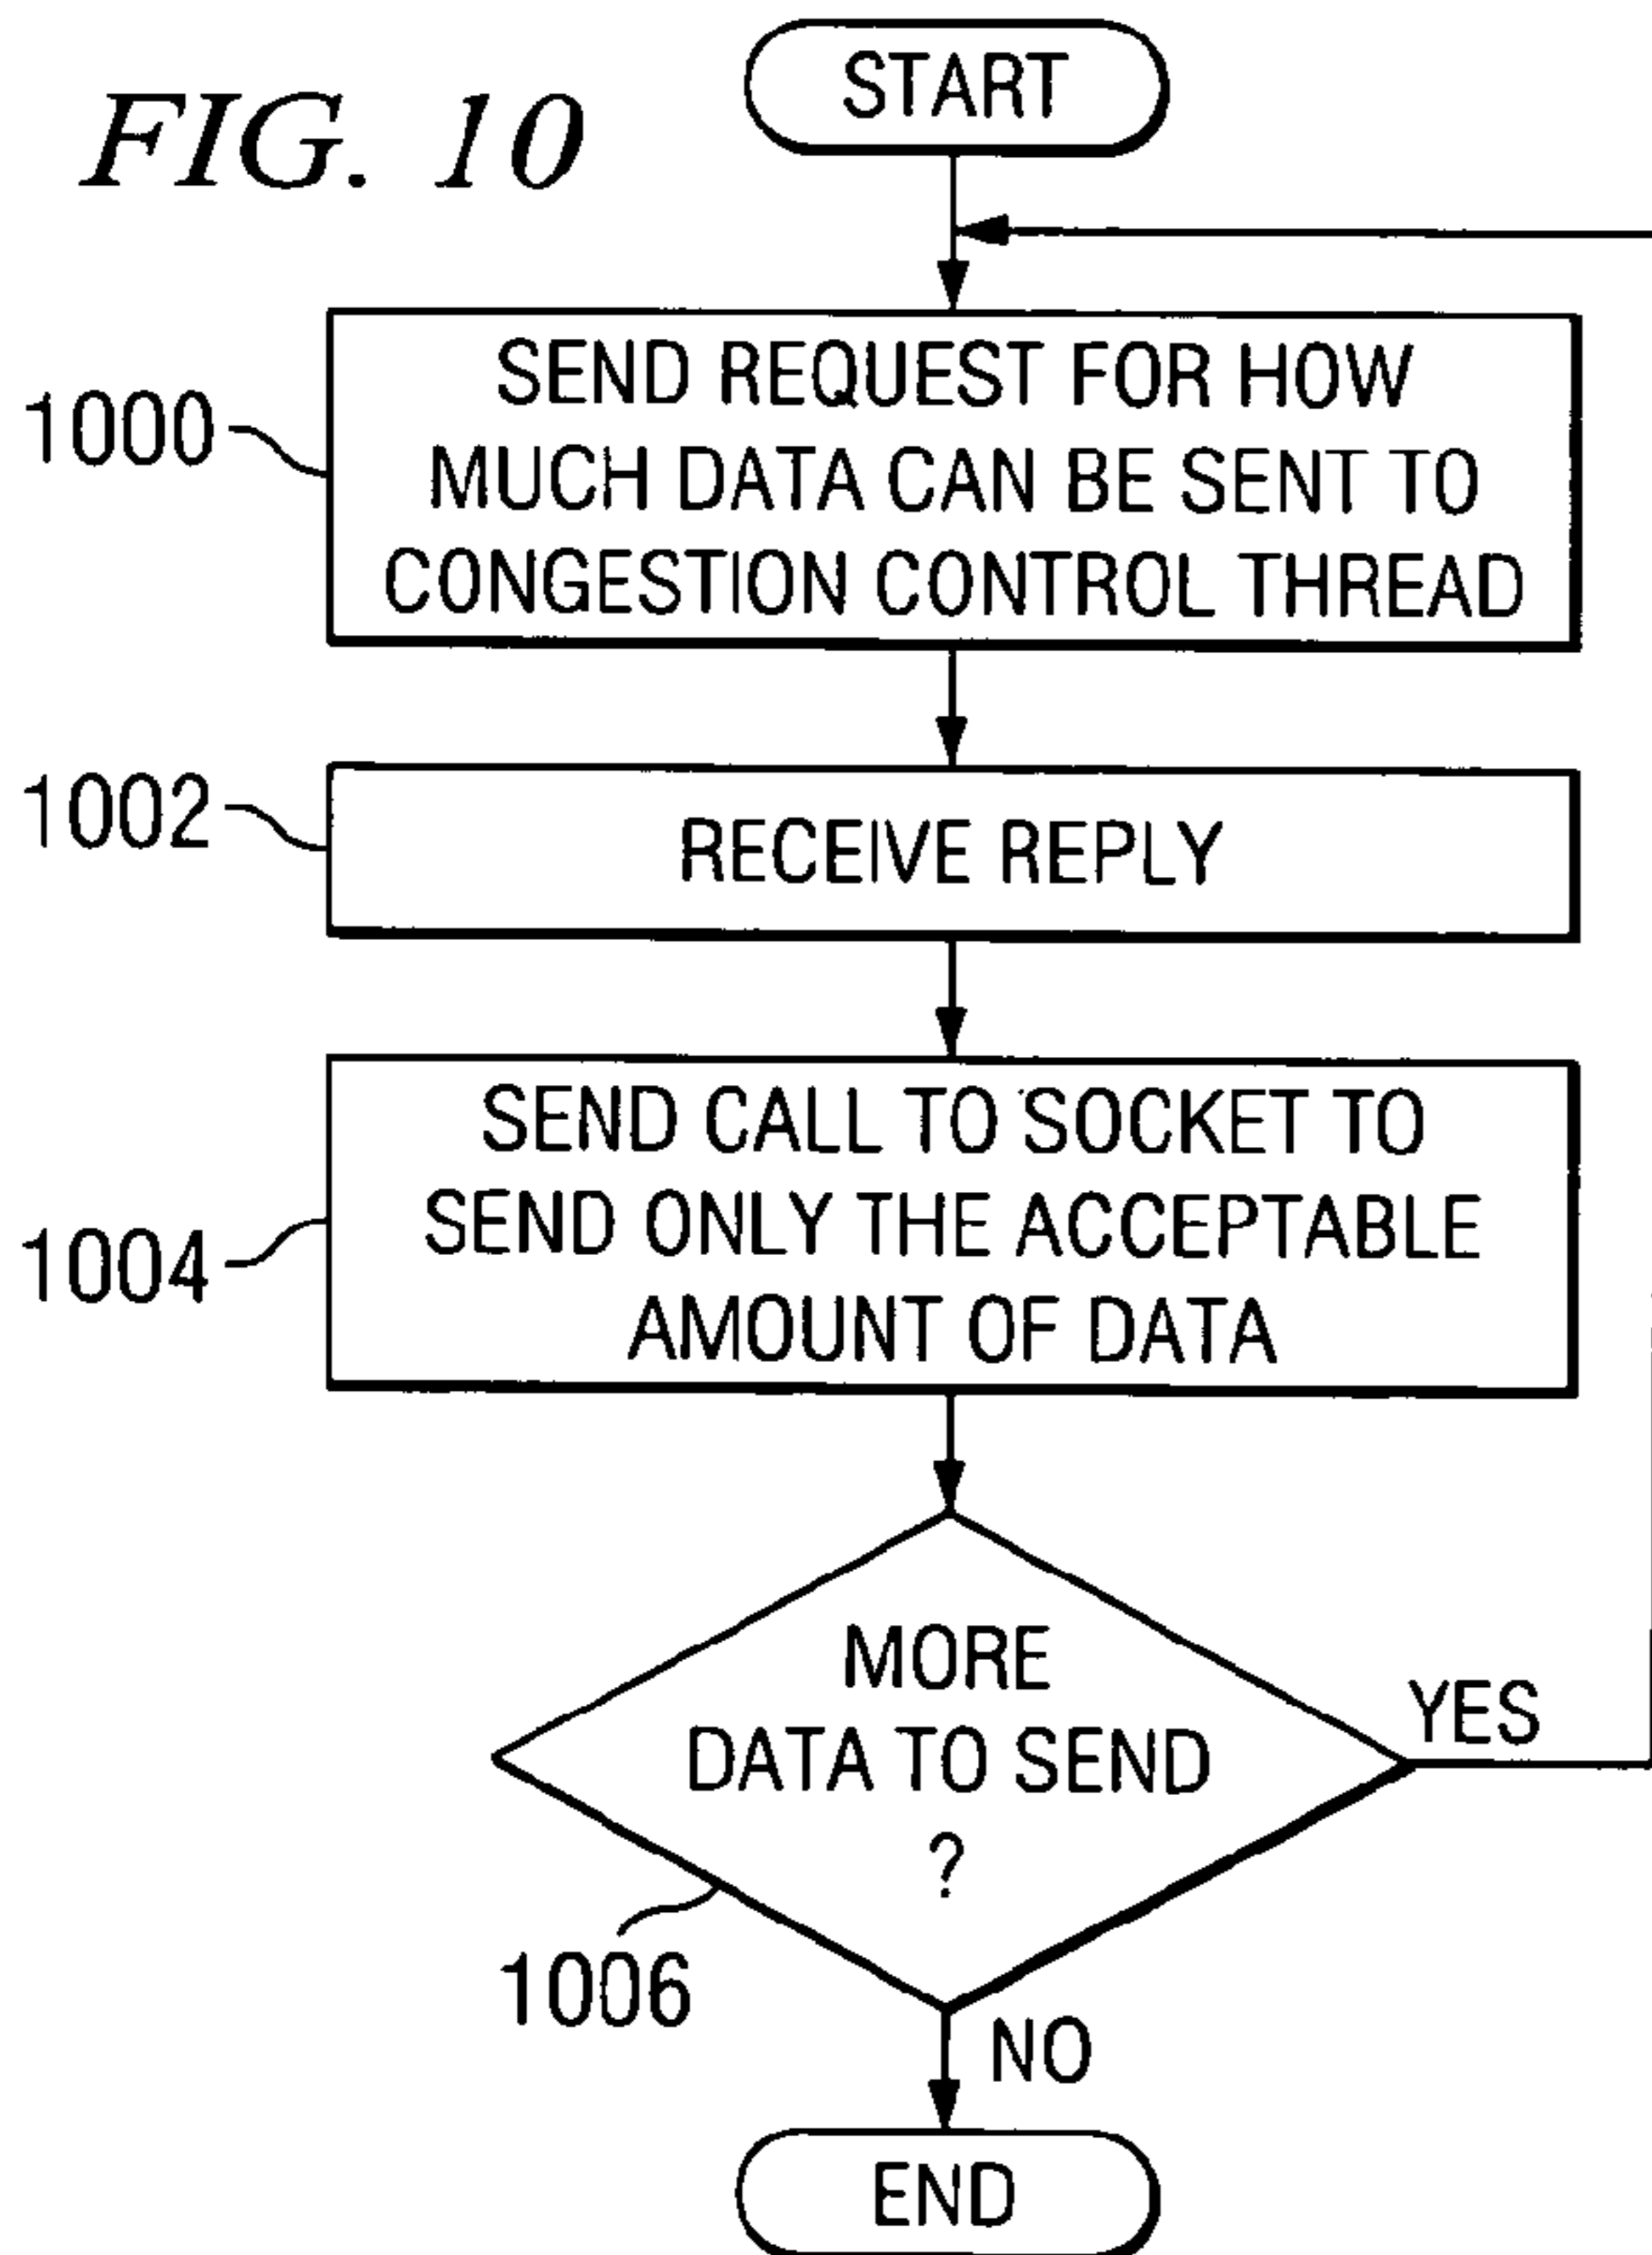 FIG. 10
START
1000
SEND REQUEST FOR HOW
MUCH DATA CAN BE SENT TO
CONGESTION CONTROL THREAD
1002
RECEIVE REPLY
1004
SEND CALL TO SOCKET TO
SEND ONLY THE ACCEPTABLE
AMOUNT OF DATA
MORE
DATA TO SEND
?
YES
1006
NO
END